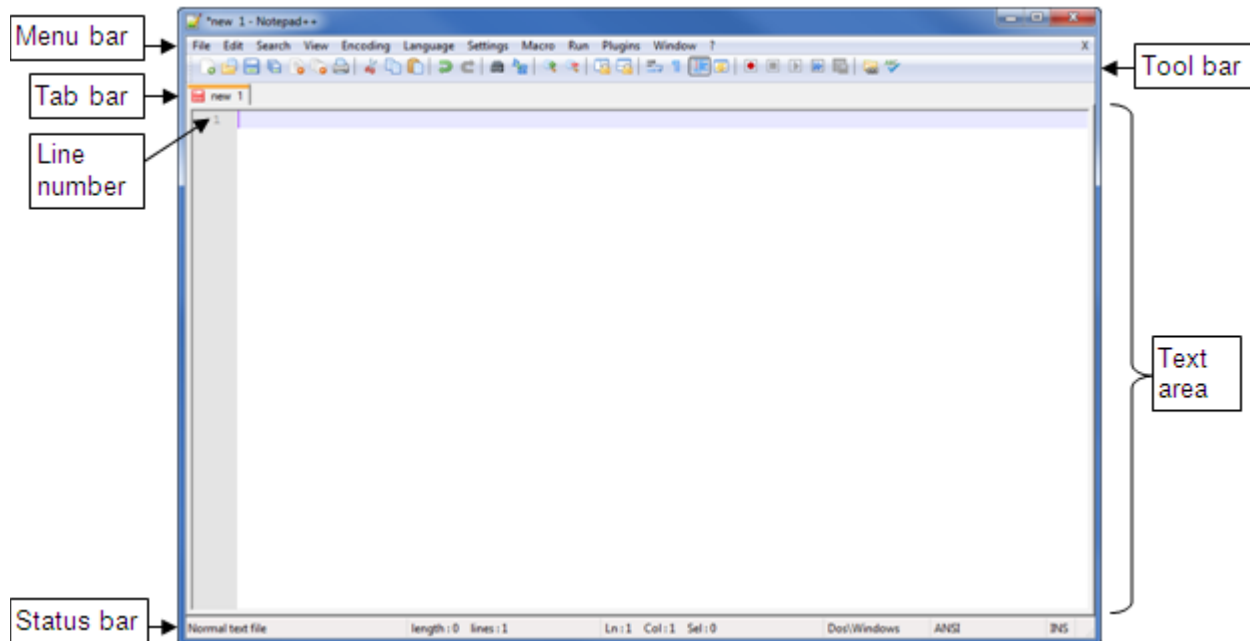 *new 1 - Notepad++
Menu bar
File Edit Search View Encoding Language Settings Macro Run Plugins Window ? X
Tool bar
Tab bar
new 1
1
Line
number
Text
area
Status bar
Normal text file length : 0 lines : 1 Ln : 1 Col : 1 Sel : 0 Dos\Windows ANSI INS